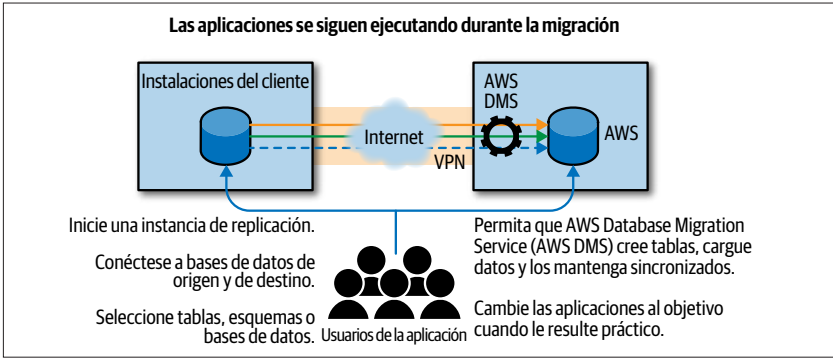 Las aplicaciones se siguen ejecutando durante la migración
Instalaciones del cliente
Internet
VPN
AWS
DMS
AWS
Inicie una instancia de replicación.
Conéctese a bases de datos de
origen y de destino.
Seleccione tablas, esquemas o
bases de datos.
Usuarios de la aplicación
Permita que AWS Database Migration
Service (AWS DMS) cree tablas, cargue
datos y los mantenga sincronizados.
Cambie las aplicaciones al objetivo
cuando le resulte práctico.